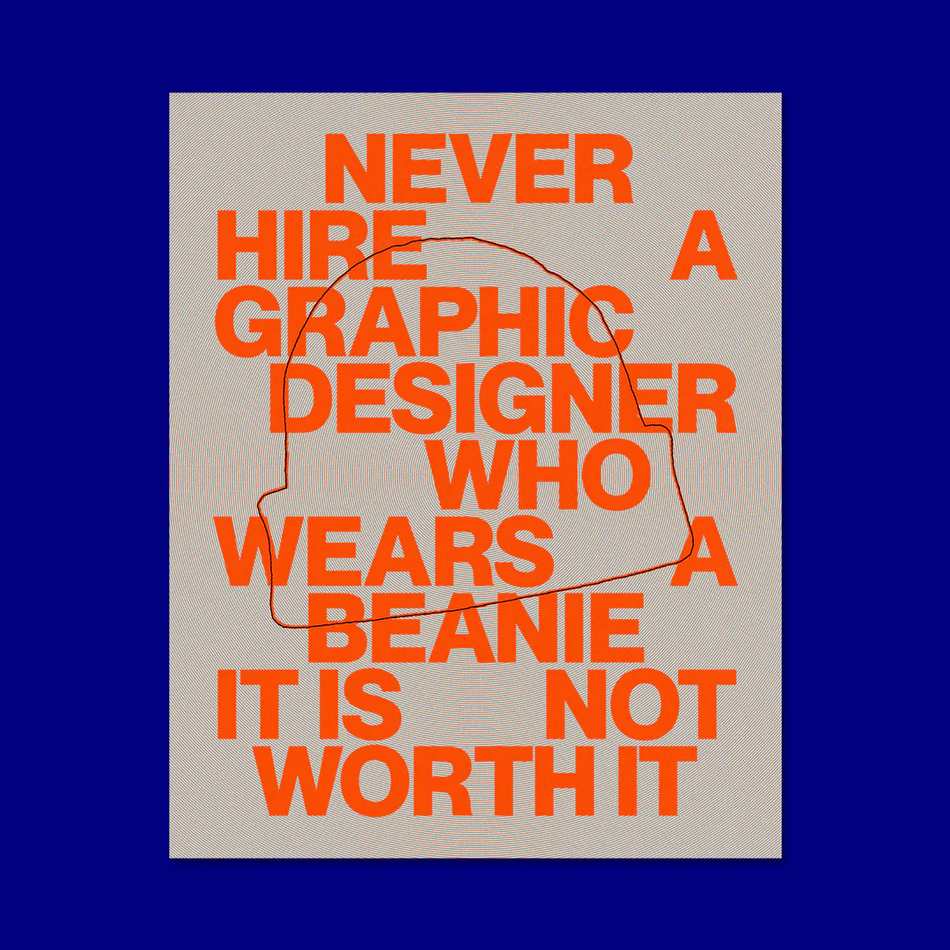 NEVER
HIRE A
GRAPHIC
DESIGNER
WHO
WEARS A
BEANIE
IT IS NOT
WORTH IT